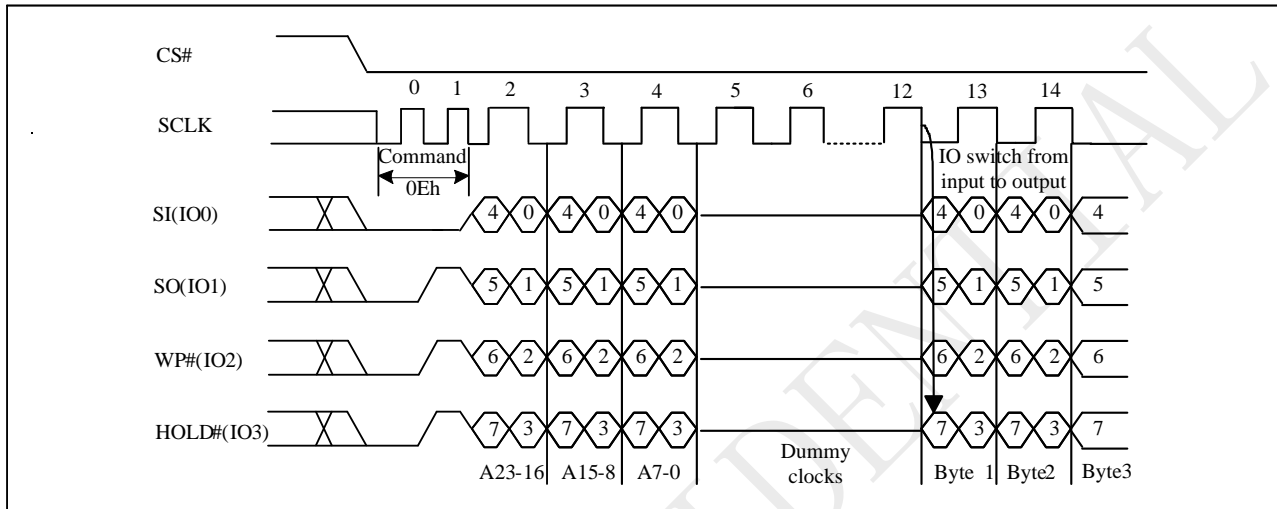 CS#
0 1 2 3 4 5 6 12 13 14
SCLK
Command
0Eh
IO switch from
input to output
SI(IO0) 4 0 4 0 4 0 4 0 4 0 4
SO(IO1) 5 1 5 1 5 1 5 1 5 1 5
WP#(IO2) 6 2 6 2 6 2 6 2 6 2 6
HOLD#(IO3) 7 3 7 3 7 3 7 3 7 3 7
A23-16 A15-8 A7-0 Dummy
clocks Byte 1 Byte2 Byte3
DENTIAL